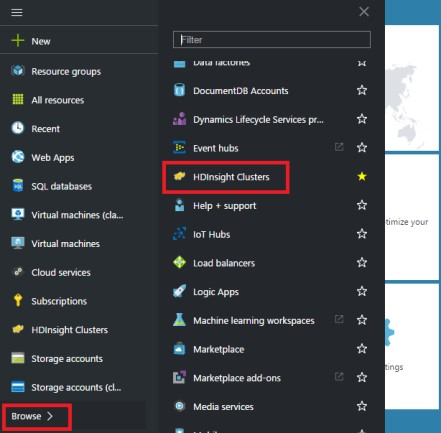 New
Resource groups
All resources
Recent
Web Apps
SQL databases
Virtual machines (cla...
Virtual machines
Cloud services
Subscriptions
HDInsight Clusters
Storage accounts
Storage accounts (cl...
Browse >
Filter
Data factories
DocumentDB Accounts
Dynamics Lifecycle Services pr...
Event hubs
HDInsight Clusters
Help + support
IoT Hubs
Load balancers
Logic Apps
Machine learning workspaces
Marketplace
Marketplace add-ons
Media services
timize your
tings